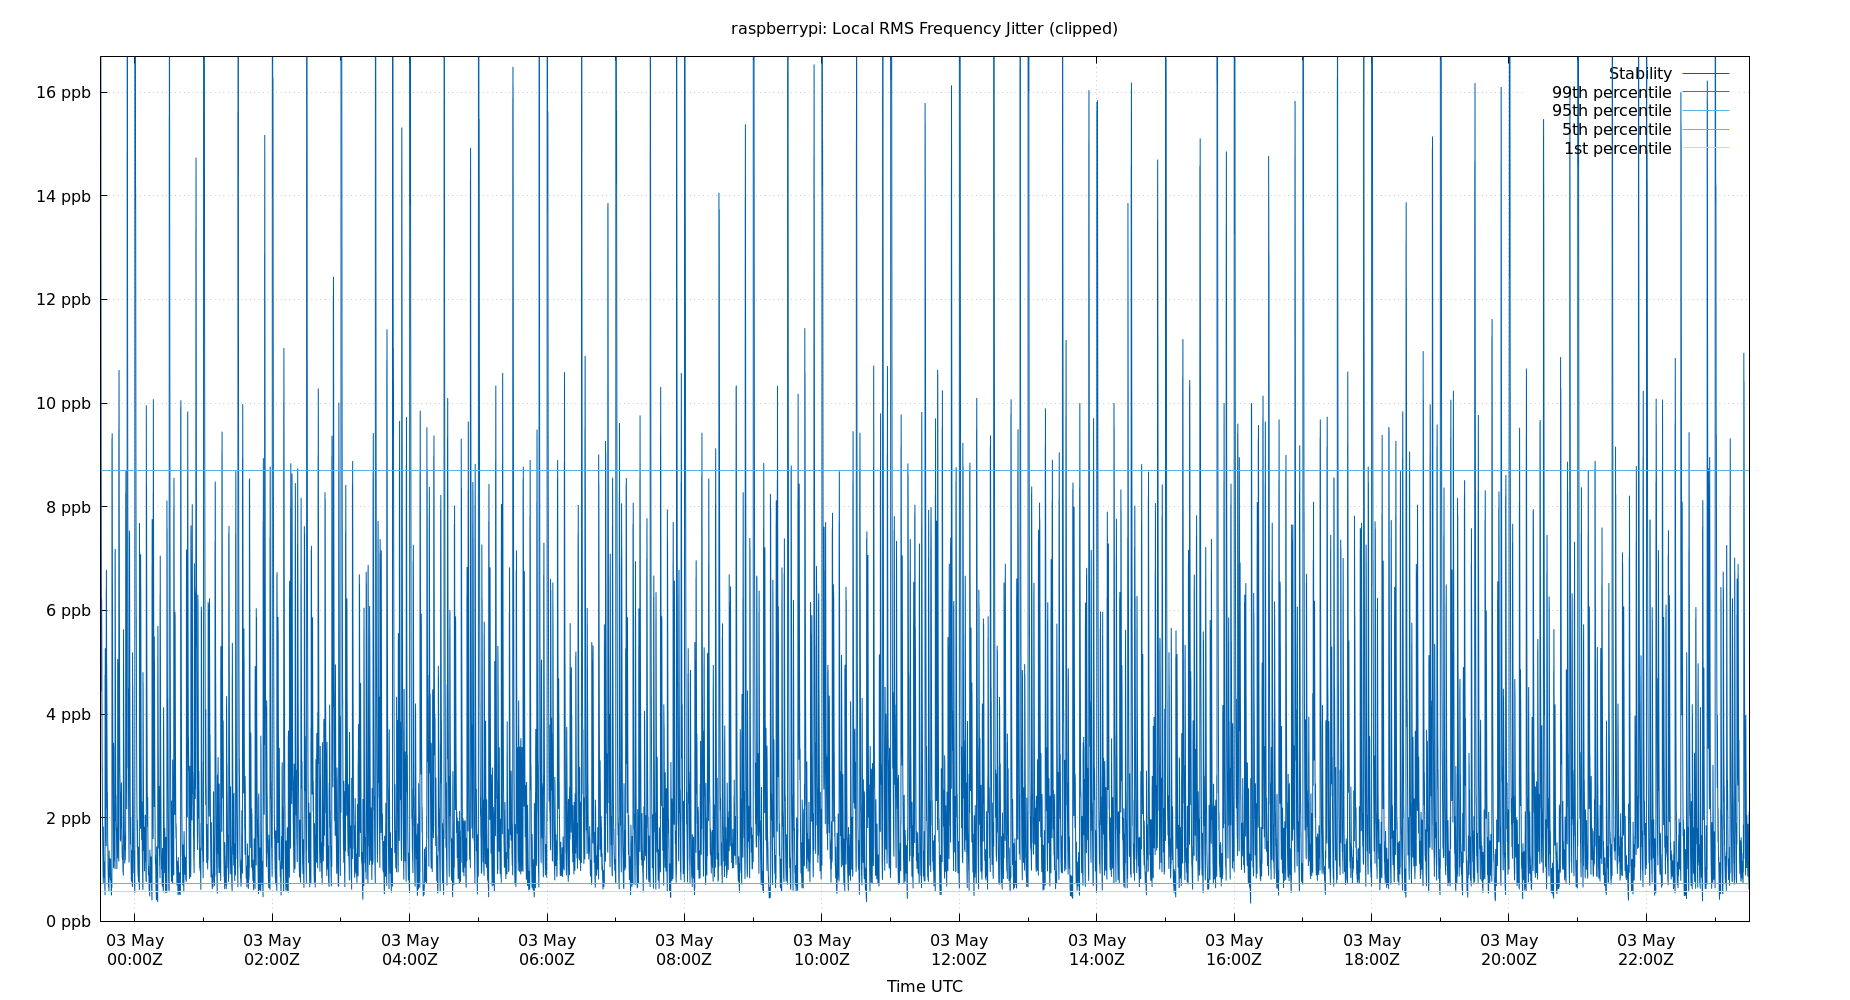 raspberrypi: Local RMS Frequency Jitter (clipped)
16 ppb
14 ppb
12 ppb
10 ppb
8 ppb
6 ppb
4 ppb
2 ppb
0 ppb
Stability
99th percentile
95th percentile
5th percentile
1st percentile
03 May 03 May 03 May 03 May 03 May 03 May 03 May 03 May 03 May 03 May 03 May 03 May
00:00Z 02:00Z 04:00Z 06:00Z 08:00Z 10:00Z 12:00Z 14:00Z 16:00Z 18:00Z 20:00Z 22:00Z
Time UTC